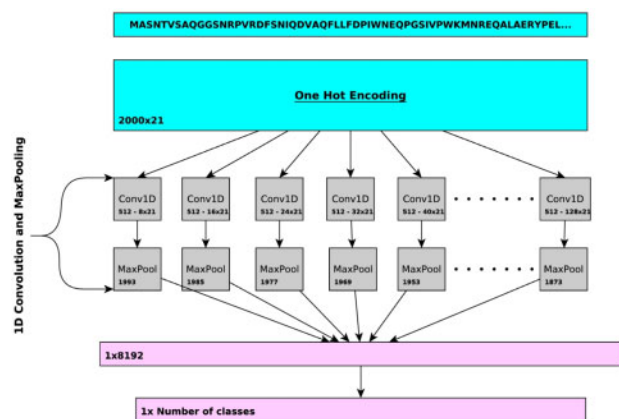 MASNTVSAQGGSNRPVRDFSNIQDVAQFLLFDPIWNEQPGSIVPWKMNREQALAERYPEL...
One Hot Encoding
2000x21
1D Convolution and MaxPooling
Conv1D Conv1D Conv1D Conv1D Conv1D Conv1D
512 - 8x21 512 - 16x21 512 - 24x21 512 - 32x21 512 - 40x21 512 - 128x21
MaxPool MaxPool MaxPool MaxPool MaxPool MaxPool
1993 1985 1977 1969 1953 1873
1x8192
1x Number of classes